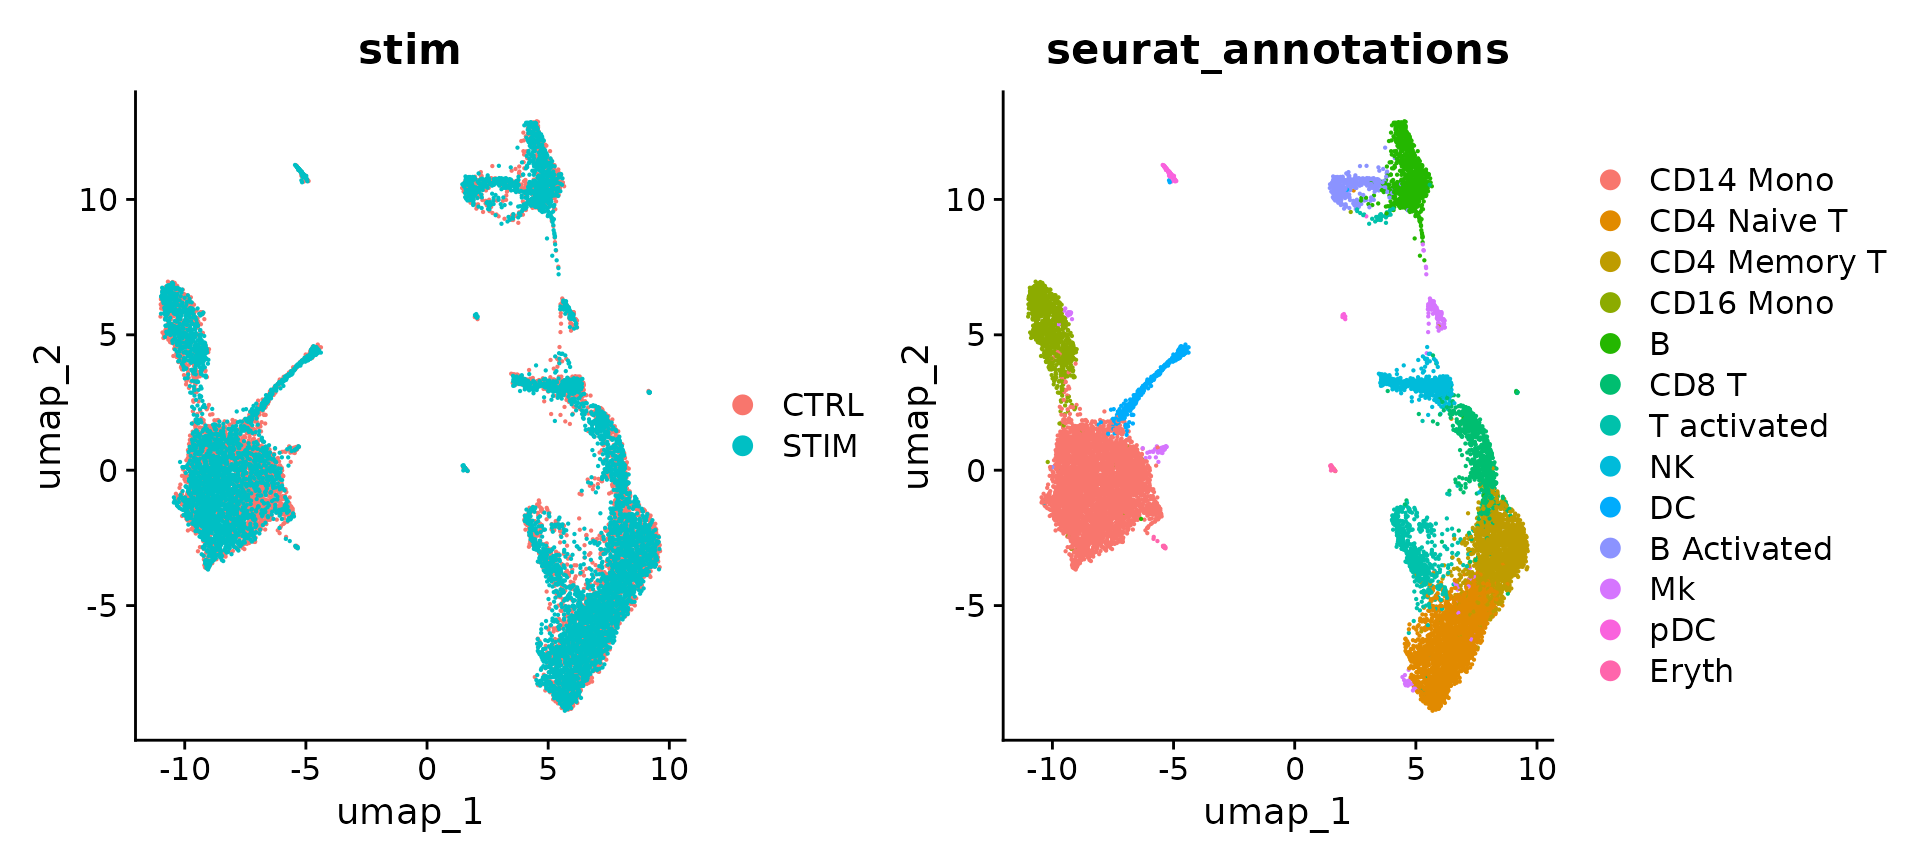 stim
seurat_annotations
10
5
0
-5
umap_2
-10 -5 0 5 10
umap_1
CTRL
STIM
10
5
0
-5
umap_2
-10 -5 0 5 10
umap_1
CD14 Mono
CD4 Naive T
CD4 Memory T
CD16 Mono
B
CD8 T
T activated
NK
DC
B Activated
Mk
pDC
Eryth